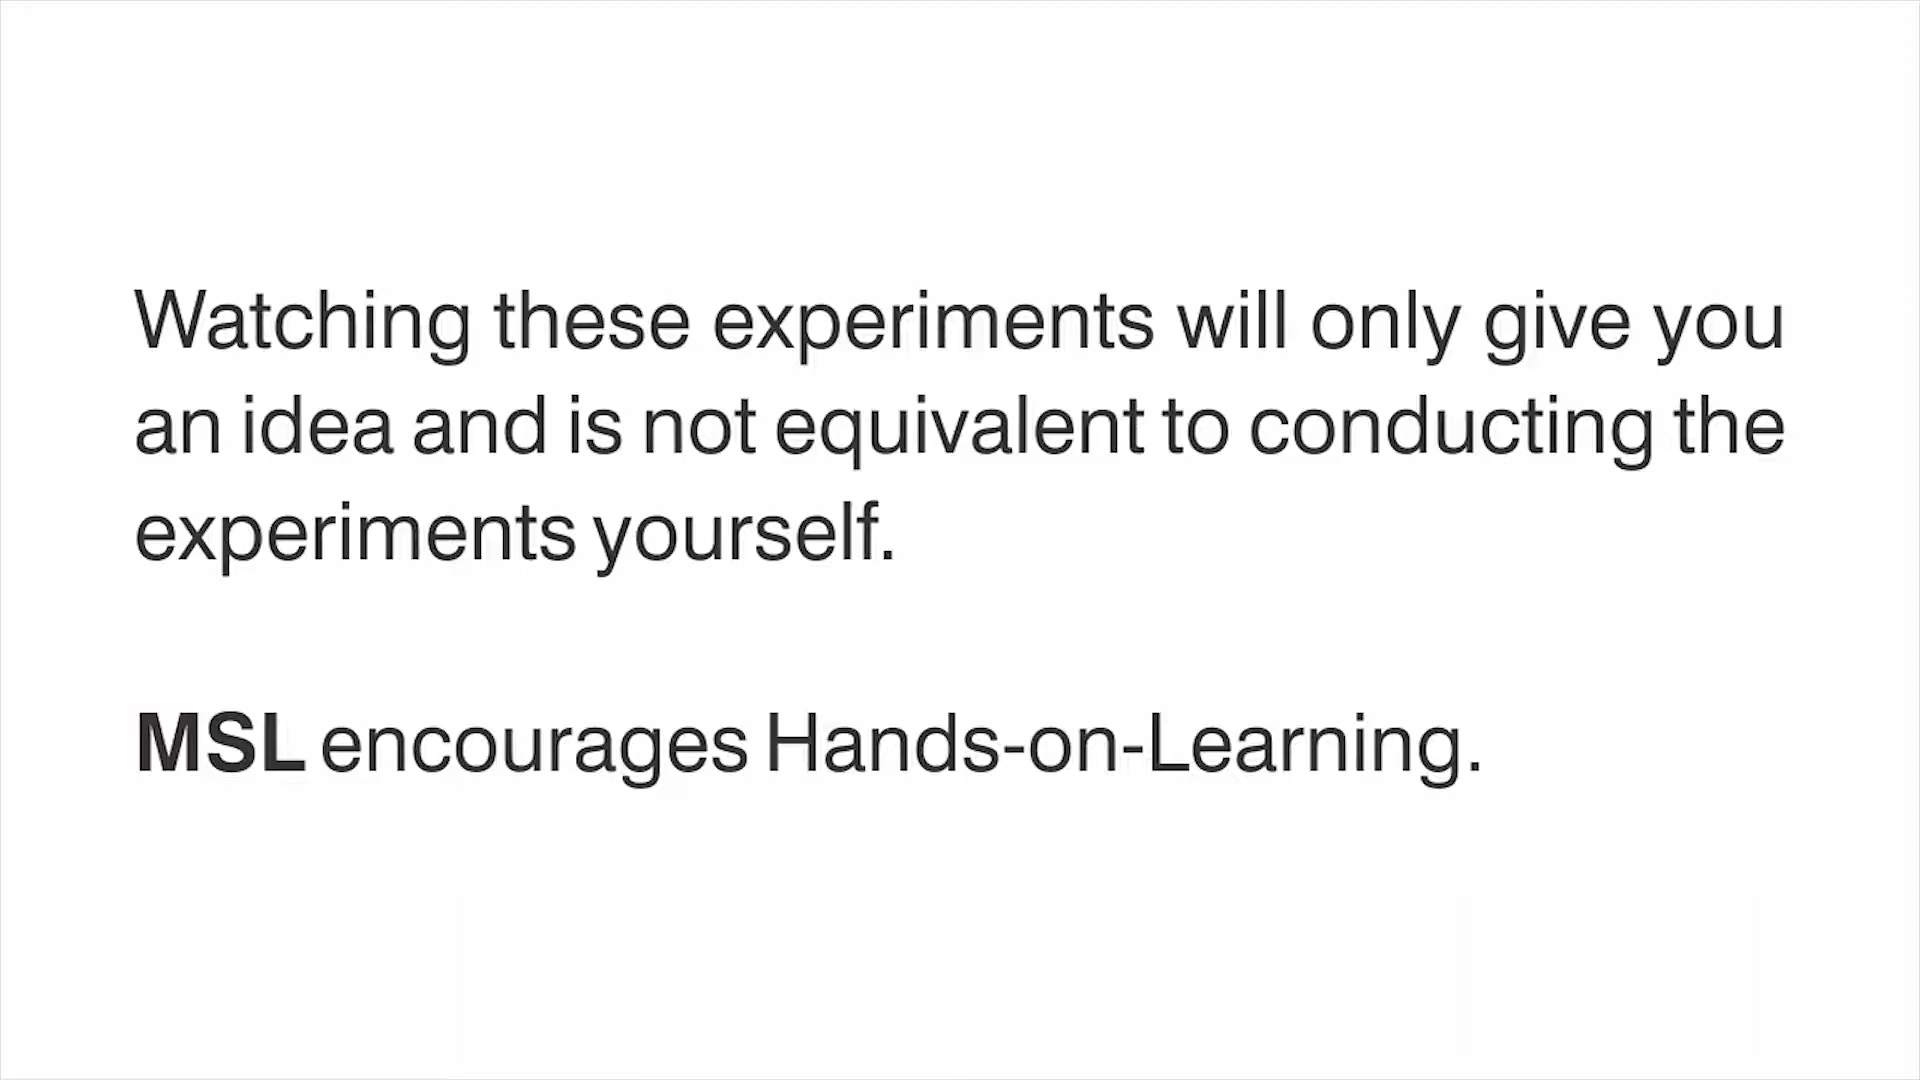 Watching these experiments will only give you
an idea and is not equivalent to conducting the
experiments yourself.
MSL encourages Hands-on-Learning.